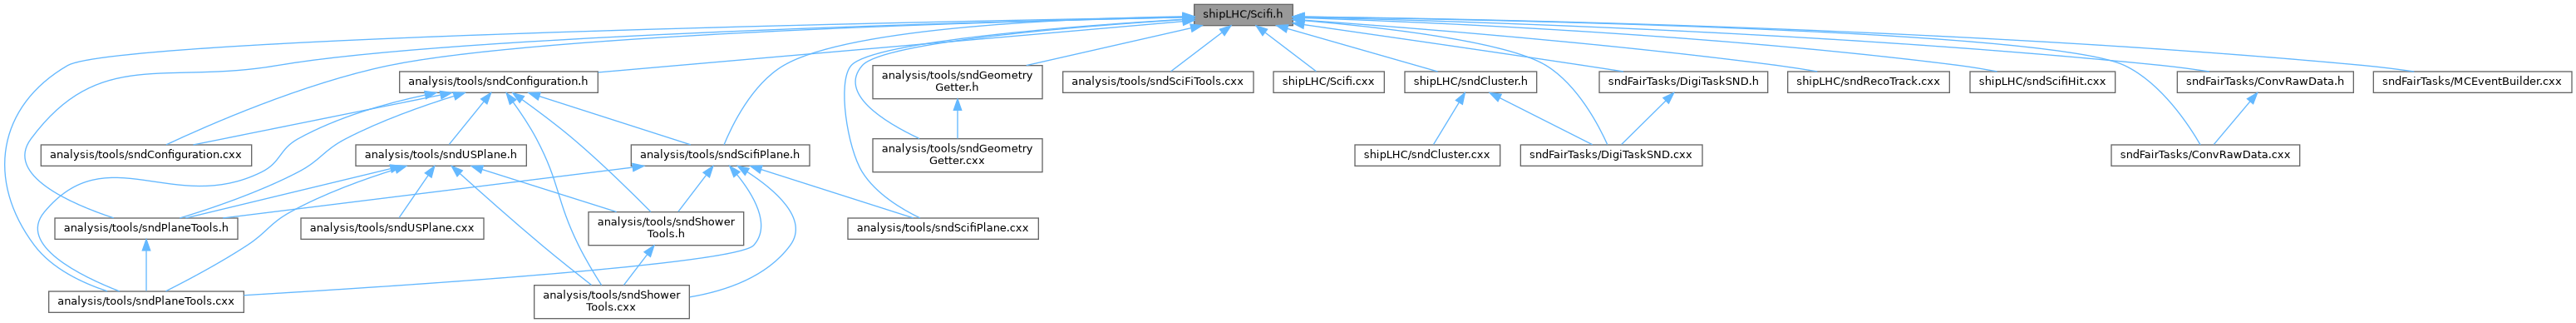 shipLHC/Scifi.h
analysis/tools/sndConfiguration.h
analysis/tools/sndGeometry
Getter.h
analysis/tools/sndSciFiTools.cxx
shipLHC/Scifi.cxx
shipLHC/sndCluster.h
sndFairTasks/DigiTaskSND.h
shipLHC/sndRecoTrack.cxx
shipLHC/sndScifiHit.cxx
sndFairTasks/ConvRawData.h
sndFairTasks/MCEventBuilder.cxx
analysis/tools/sndConfiguration.cxx
analysis/tools/sndUSPlane.h
analysis/tools/sndScifiPlane.h
analysis/tools/sndGeometry
Getter.cxx
shipLHC/sndCluster.cxx
sndFairTasks/DigiTaskSND.cxx
sndFairTasks/ConvRawData.cxx
analysis/tools/sndPlaneTools.h
analysis/tools/sndUSPlane.cxx
analysis/tools/sndShower
Tools.h
analysis/tools/sndScifiPlane.cxx
analysis/tools/sndPlaneTools.cxx
analysis/tools/sndShower
Tools.cxx